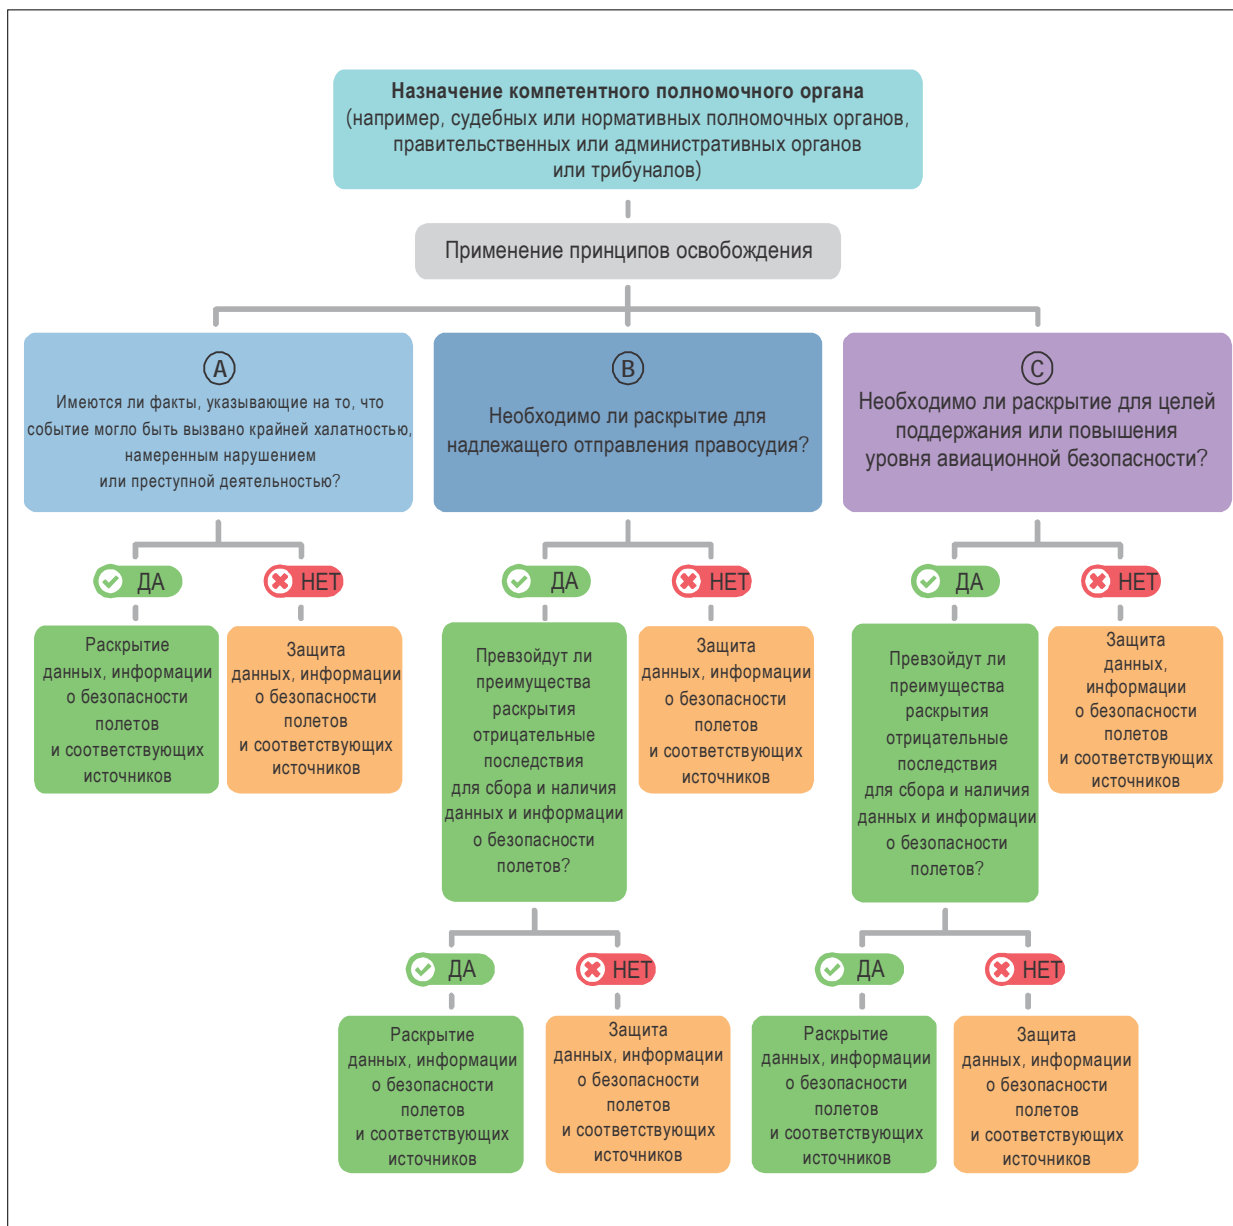 Назначение компетентного полномочного органа
(например, судебных или нормативных полномочных органов,
правительственных или административных органов
или трибуналов)
Применение принципов освобождения
A
Имеются ли факты, указывающие на то, что
событие могло быть вызвано крайней халатностью,
намеренным нарушением
или преступной деятельностью?
B
Необходимо ли раскрытие для
надлежащего отправления правосудия?
C
Необходимо ли раскрытие для целей
поддержания или повышения
уровня авиационной безопасности?
ДА
НЕТ
ДА
НЕТ
ДА
НЕТ
Раскрытие
данных, информации
о безопасности
полетов
и соответствующих
источников
Защита
данных, информации
о безопасности
полетов
и соответствующих
источников
Превзойдут ли
преимущества
раскрытия
отрицательные
последствия
для сбора и наличия
данных и информации
о безопасности
полетов?
Защита
данных, информации
о безопасности
полетов
и соответствующих
источников
Превзойдут ли
преимущества
раскрытия
отрицательные
последствия
для сбора и наличия
данных и информации
о безопасности
полетов?
Защита
данных,
информации
о безопасности
полетов
и соответствующих
источников
ДА
НЕТ
ДА
НЕТ
Раскрытие
данных, информации
о безопасности
полетов
и соответствующих
источников
Защита
данных, информации
о безопасности
полетов
и соответствующих
источников
Раскрытие
данных, информации
о безопасности
полетов
и соответствующих
источников
Защита
данных, информации
о безопасности
полетов
и соответствующих
источников